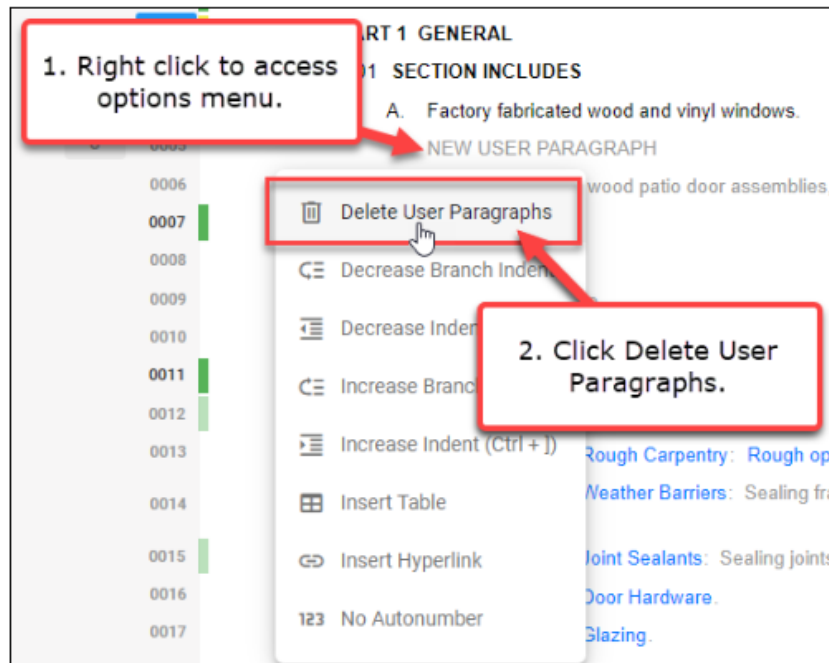 ART 1 GENERAL
1. Right click to access
options menu.
01 SECTION INCLUDES
A. Factory fabricated wood and vinyl windows.
0005 NEW USER PARAGRAPH
0006 wood patio door assemblies
0007 Delete User Paragraphs
0008 Decrease Branch Indent
0009
0010 Decrease Inden
2. Click Delete User
Paragraphs.
0011 Increase Branc
0012
0013 Increase Indent (Ctrl + ]) Rough Carpentry: Rough op
0014 Insert Table Weather Barriers: Sealing fra
0015 Insert Hyperlink Joint Sealants: Sealing joints
0016 Door Hardware.
0017 123 No Autonumber Glazing.